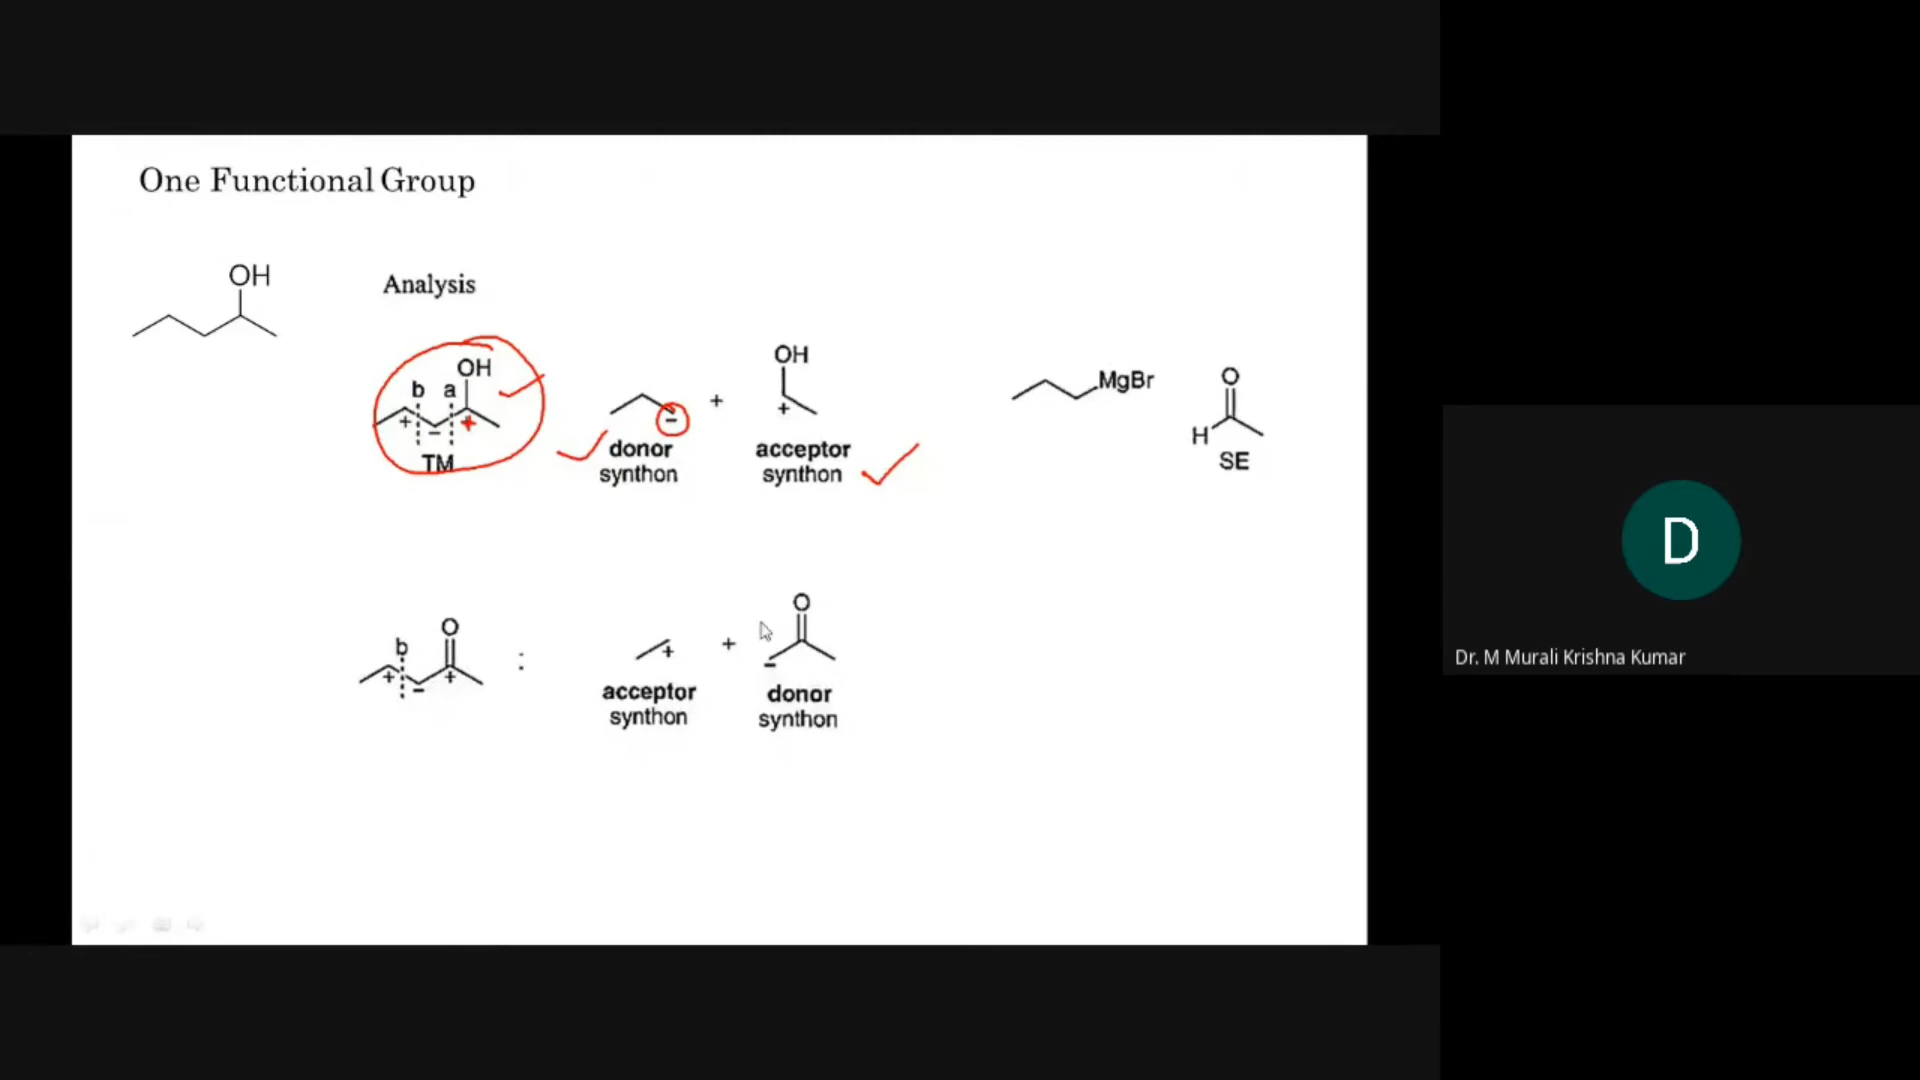 One Functional Group
OH
Analysis
OH
b a
+ − +
TM
−
donor
synthon
+
OH
+
acceptor
synthon
MgBr
O
H
SE
O
b
+ − +
:
+
acceptor
synthon
+
O
−
donor
synthon
D
Dr. M Murali Krishna Kumar